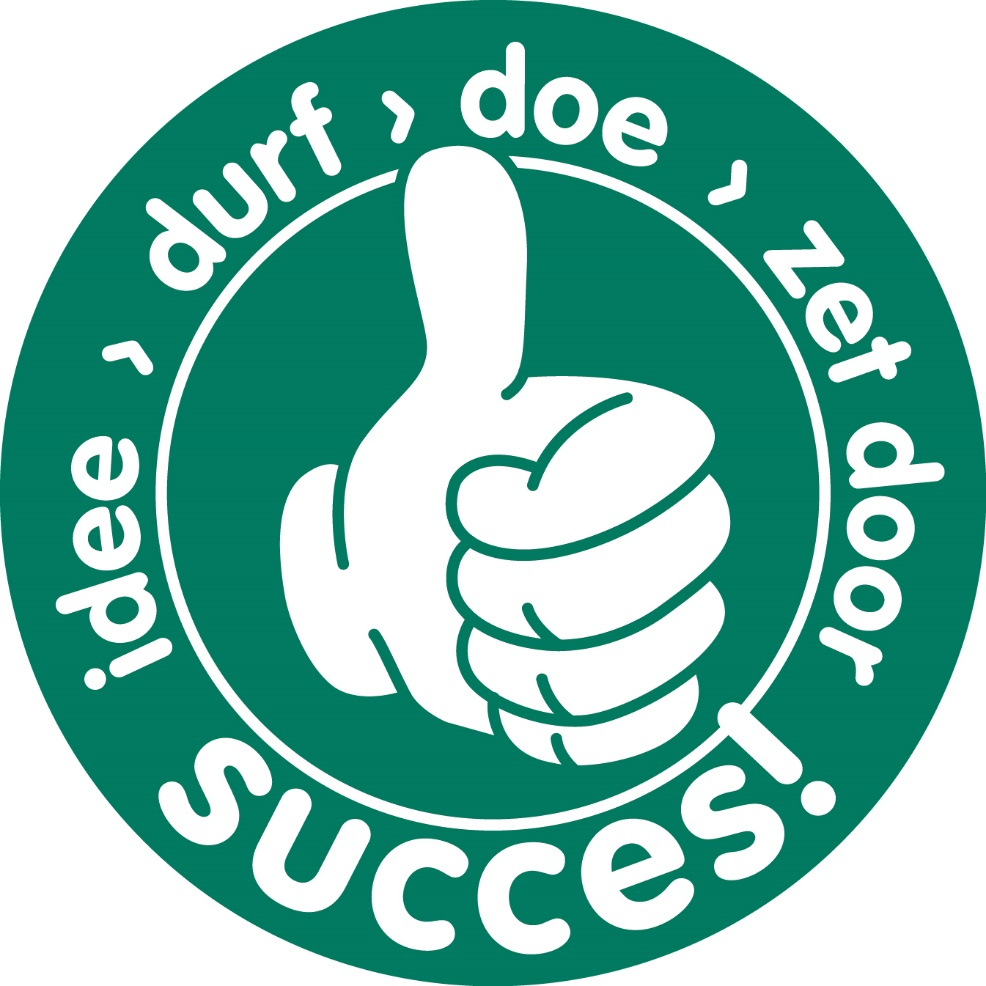 idee › durf › doe › zet door
succes!